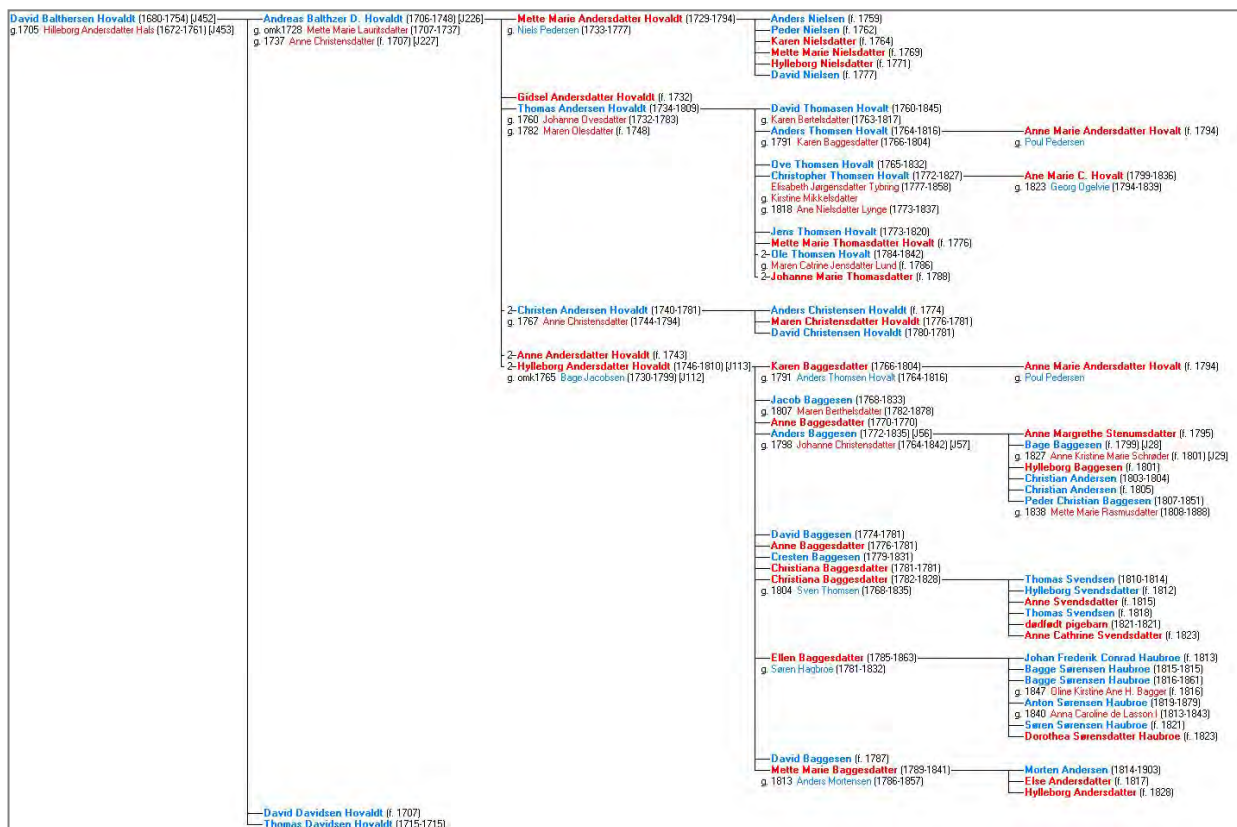 David Balthersen Hovaldt (1680-1754) [J452]
g.1705 Hilleborg Andersdatter Hals (1672-1761) [J453]
Andreas Balthzer D. Hovaldt (1706-1748) [J226]
g. omk1728 Mette Marie Lauritsdatter (1707-1737)
g. 1737 Anne Christensdatter (f. 1707) [J227]
Mette Marie Andersdatter Hovaldt (1729-1794)
g. Niels Pedersen (1733-1777)
Anders Nielsen (f. 1759)
Peder Nielsen (f. 1762)
Karen Nielsdatter (f. 1764)
Mette Marie Nielsdatter (f. 1769)
Hylleborg Nielsdatter (f. 1771)
David Nielsen (f. 1777)
Gidsel Andersdatter Hovaldt (f. 1732)
Thomas Andersen Hovaldt (1734-1809)
g. 1760 Johanne Ovesdatter (1732-1783)
g. 1782 Maren Olesdatter (f. 1748)
David Thomasen Hovalt (1760-1845)
g. Karen Bertelsdatter (1763-1817)
Anders Thomsen Hovalt (1764-1816)
g. 1791 Karen Baggesdatter (1766-1804)
Anne Marie Andersdatter Hovalt (f. 1794)
g. Poul Pedersen
Ove Thomsen Hovalt (1765-1832)
Christopher Thomsen Hovalt (1772-1827)
Elisabeth Jørgensdatter Tybring (1777-1858)
g. Kirstine Mikkelsdatter
g. 1818 Ane Nielsdatter Lynge (1773-1837)
Ane Marie C. Hovalt (1799-1836)
g. 1823 Georg Ogelvie (1794-1839)
Jens Thomsen Hovalt (1773-1820)
Mette Marie Thomasdatter Hovalt (f. 1776)
2- Ole Thomsen Hovalt (1784-1842)
g. Maren Catrine Jensdatter Lund (f. 1786)
2- Johanne Marie Thomasdatter (f. 1788)
2- Christen Andersen Hovaldt (1740-1781)
g. 1767 Anne Christensdatter (1744-1794)
Anders Christensen Hovaldt (f. 1774)
Maren Christensdatter Hovaldt (1776-1781)
David Christensen Hovaldt (1780-1781)
2- Anne Andersdatter Hovaldt (f. 1743)
2- Hylleborg Andersdatter Hovaldt (1746-1810) [J113]
g. omk1765 Bage Jacobsen (1730-1799) [J112]
Karen Baggesdatter (1766-1804)
g. 1791 Anders Thomsen Hovalt (1764-1816)
Anne Marie Andersdatter Hovalt (f. 1794)
g. Poul Pedersen
Jacob Baggesen (1768-1833)
g. 1807 Maren Berthelsdatter (1782-1878)
Anne Baggesdatter (1770-1770)
Anders Baggesen (1772-1835) [J56]
g. 1798 Johanne Christensdatter (1764-1842) [J57]
Anne Margrethe Stenumsdatter (f. 1795)
Bage Baggesen (f. 1799) [J28]
g. 1827 Anne Kristine Marie Schrøder (f. 1801) [J29]
Hylleborg Baggesen (f. 1801)
Christian Andersen (1803-1804)
Christian Andersen (f. 1805)
Peder Christian Baggesen (1807-1851)
g. 1838 Mette Marie Rasmusdatter (1808-1888)
David Baggesen (1774-1781)
Anne Baggesdatter (1776-1781)
Cresten Baggesen (1779-1831)
Christiana Baggesdatter (1781-1781)
Christiana Baggesdatter (1782-1828)
g. 1804 Sven Thomsen (1768-1835)
Thomas Svendsen (1810-1814)
Hylleborg Svendsdatter (f. 1812)
Anne Svendsdatter (f. 1815)
Thomas Svendsen (f. 1818)
dødfødt pigebarn (1821-1821)
Anne Cathrine Svendsdatter (f. 1823)
Ellen Baggesdatter (1785-1863)
g. Søren Hagbroe (1781-1832)
Johan Frederik Conrad Haubroe (f. 1813)
Bagge Sørensen Haubroe (1815-1815)
Bagge Sørensen Haubroe (1816-1861)
g. 1847 Oline Kirstine Ane H. Bagger (f. 1816)
Anton Sørensen Haubroe (1819-1879)
g. 1840 Anna Caroline de Lasson i (1813-1843)
Søren Sørensen Haubroe (f. 1821)
Dorothea Sørensdatter Haubroe (f. 1823)
David Baggesen (f. 1787)
Mette Marie Baggesdatter (1789-1841)
g. 1813 Anders Mortensen (1786-1857)
Morten Andersen (1814-1903)
Else Andersdatter (f. 1817)
Hylleborg Andersdatter (f. 1828)
David Davidsen Hovaldt (f. 1707)
Thomas Davidsen Hovaldt (1715-1715)